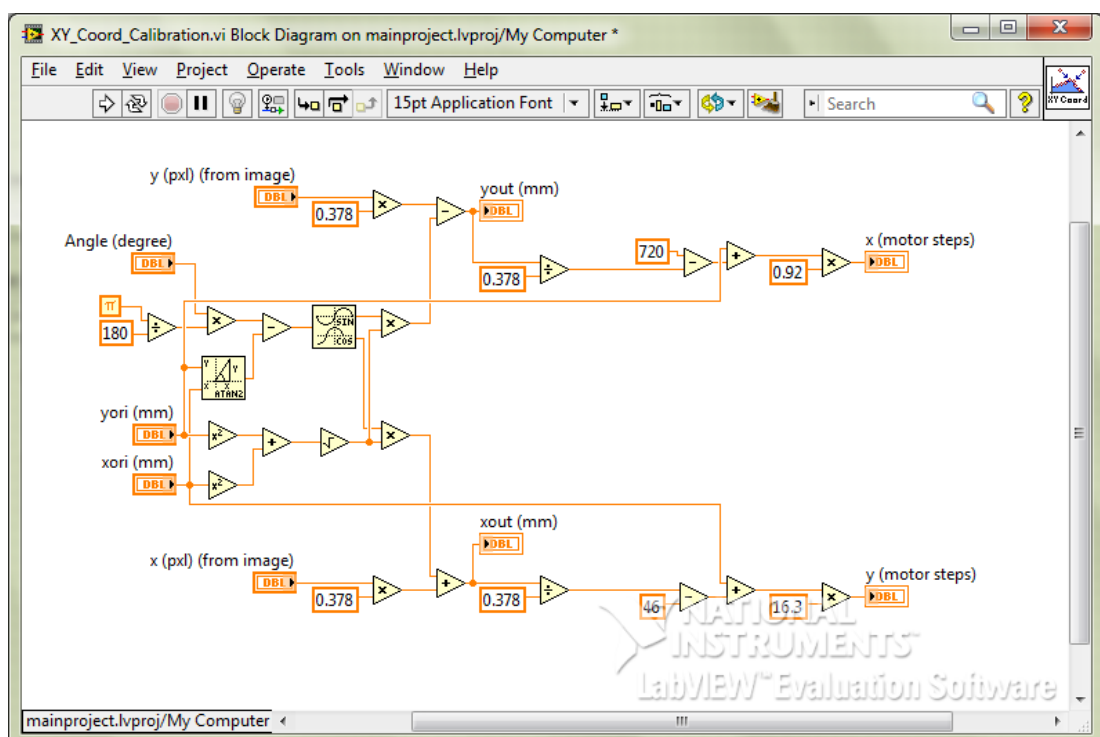 XY_Coord_Calibration.vi Block Diagram on mainproject.lvproj/My Computer *
File Edit View Project Operate Tools Window Help
15pt Application Font
Search
XY Coord
y (pxl) (from image)
DBL
0.378
yout (mm)
DBL
Angle (degree)
DBL
720
x (motor steps)
DBL
0.378
0.92
π
180
SIN
COS
Y Y
X X
ATAN2
yori (mm)
DBL
x²
+
√
xori (mm)
DBL
x²
xout (mm)
DBL
x (pxl) (from image)
DBL
0.378
0.378
46
16.3
y (motor steps)
DBL
NATIONAL
INSTRUMENTS™
LabVIEW™ Evaluation Software
mainproject.lvproj/My Computer